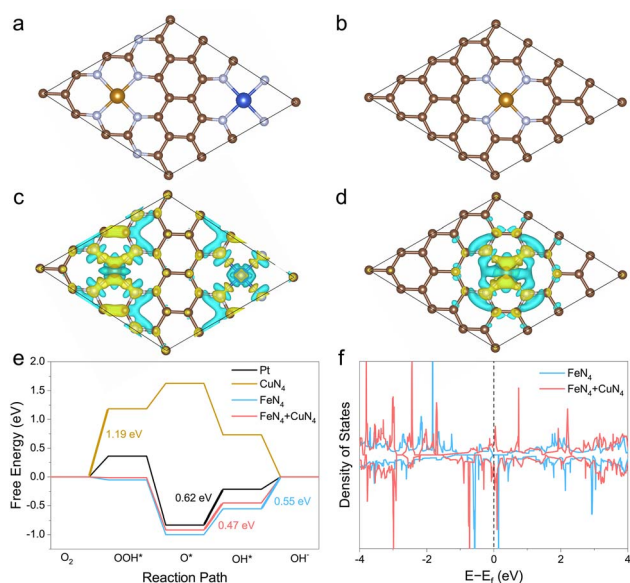 a
b
c
d
e
2.0
1.5
1.0
0.5
0.0
-0.5
-1.0
Free Energy (eV)
Pt
CuN₄
FeN₄
FeN₄+CuN₄
1.19 eV
0.62 eV
0.47 eV
0.55 eV
O₂
OOH*
O*
OH*
OH⁻
Reaction Path
f
Density of States
FeN₄
FeN₄+CuN₄
-4
-2
0
2
4
E−E_f (eV)